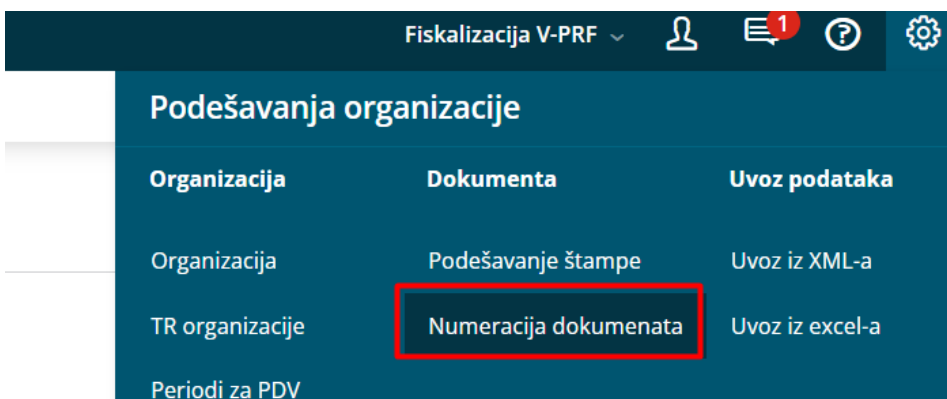 Fiskalizacija V-PRF
1
Podešavanja organizacije
Organizacija Dokumenta Uvoz podataka
Organizacija Podešavanje štampe Uvoz iz XML-a
TR organizacije Numeracija dokumenata Uvoz iz excel-a
Periodi za PDV